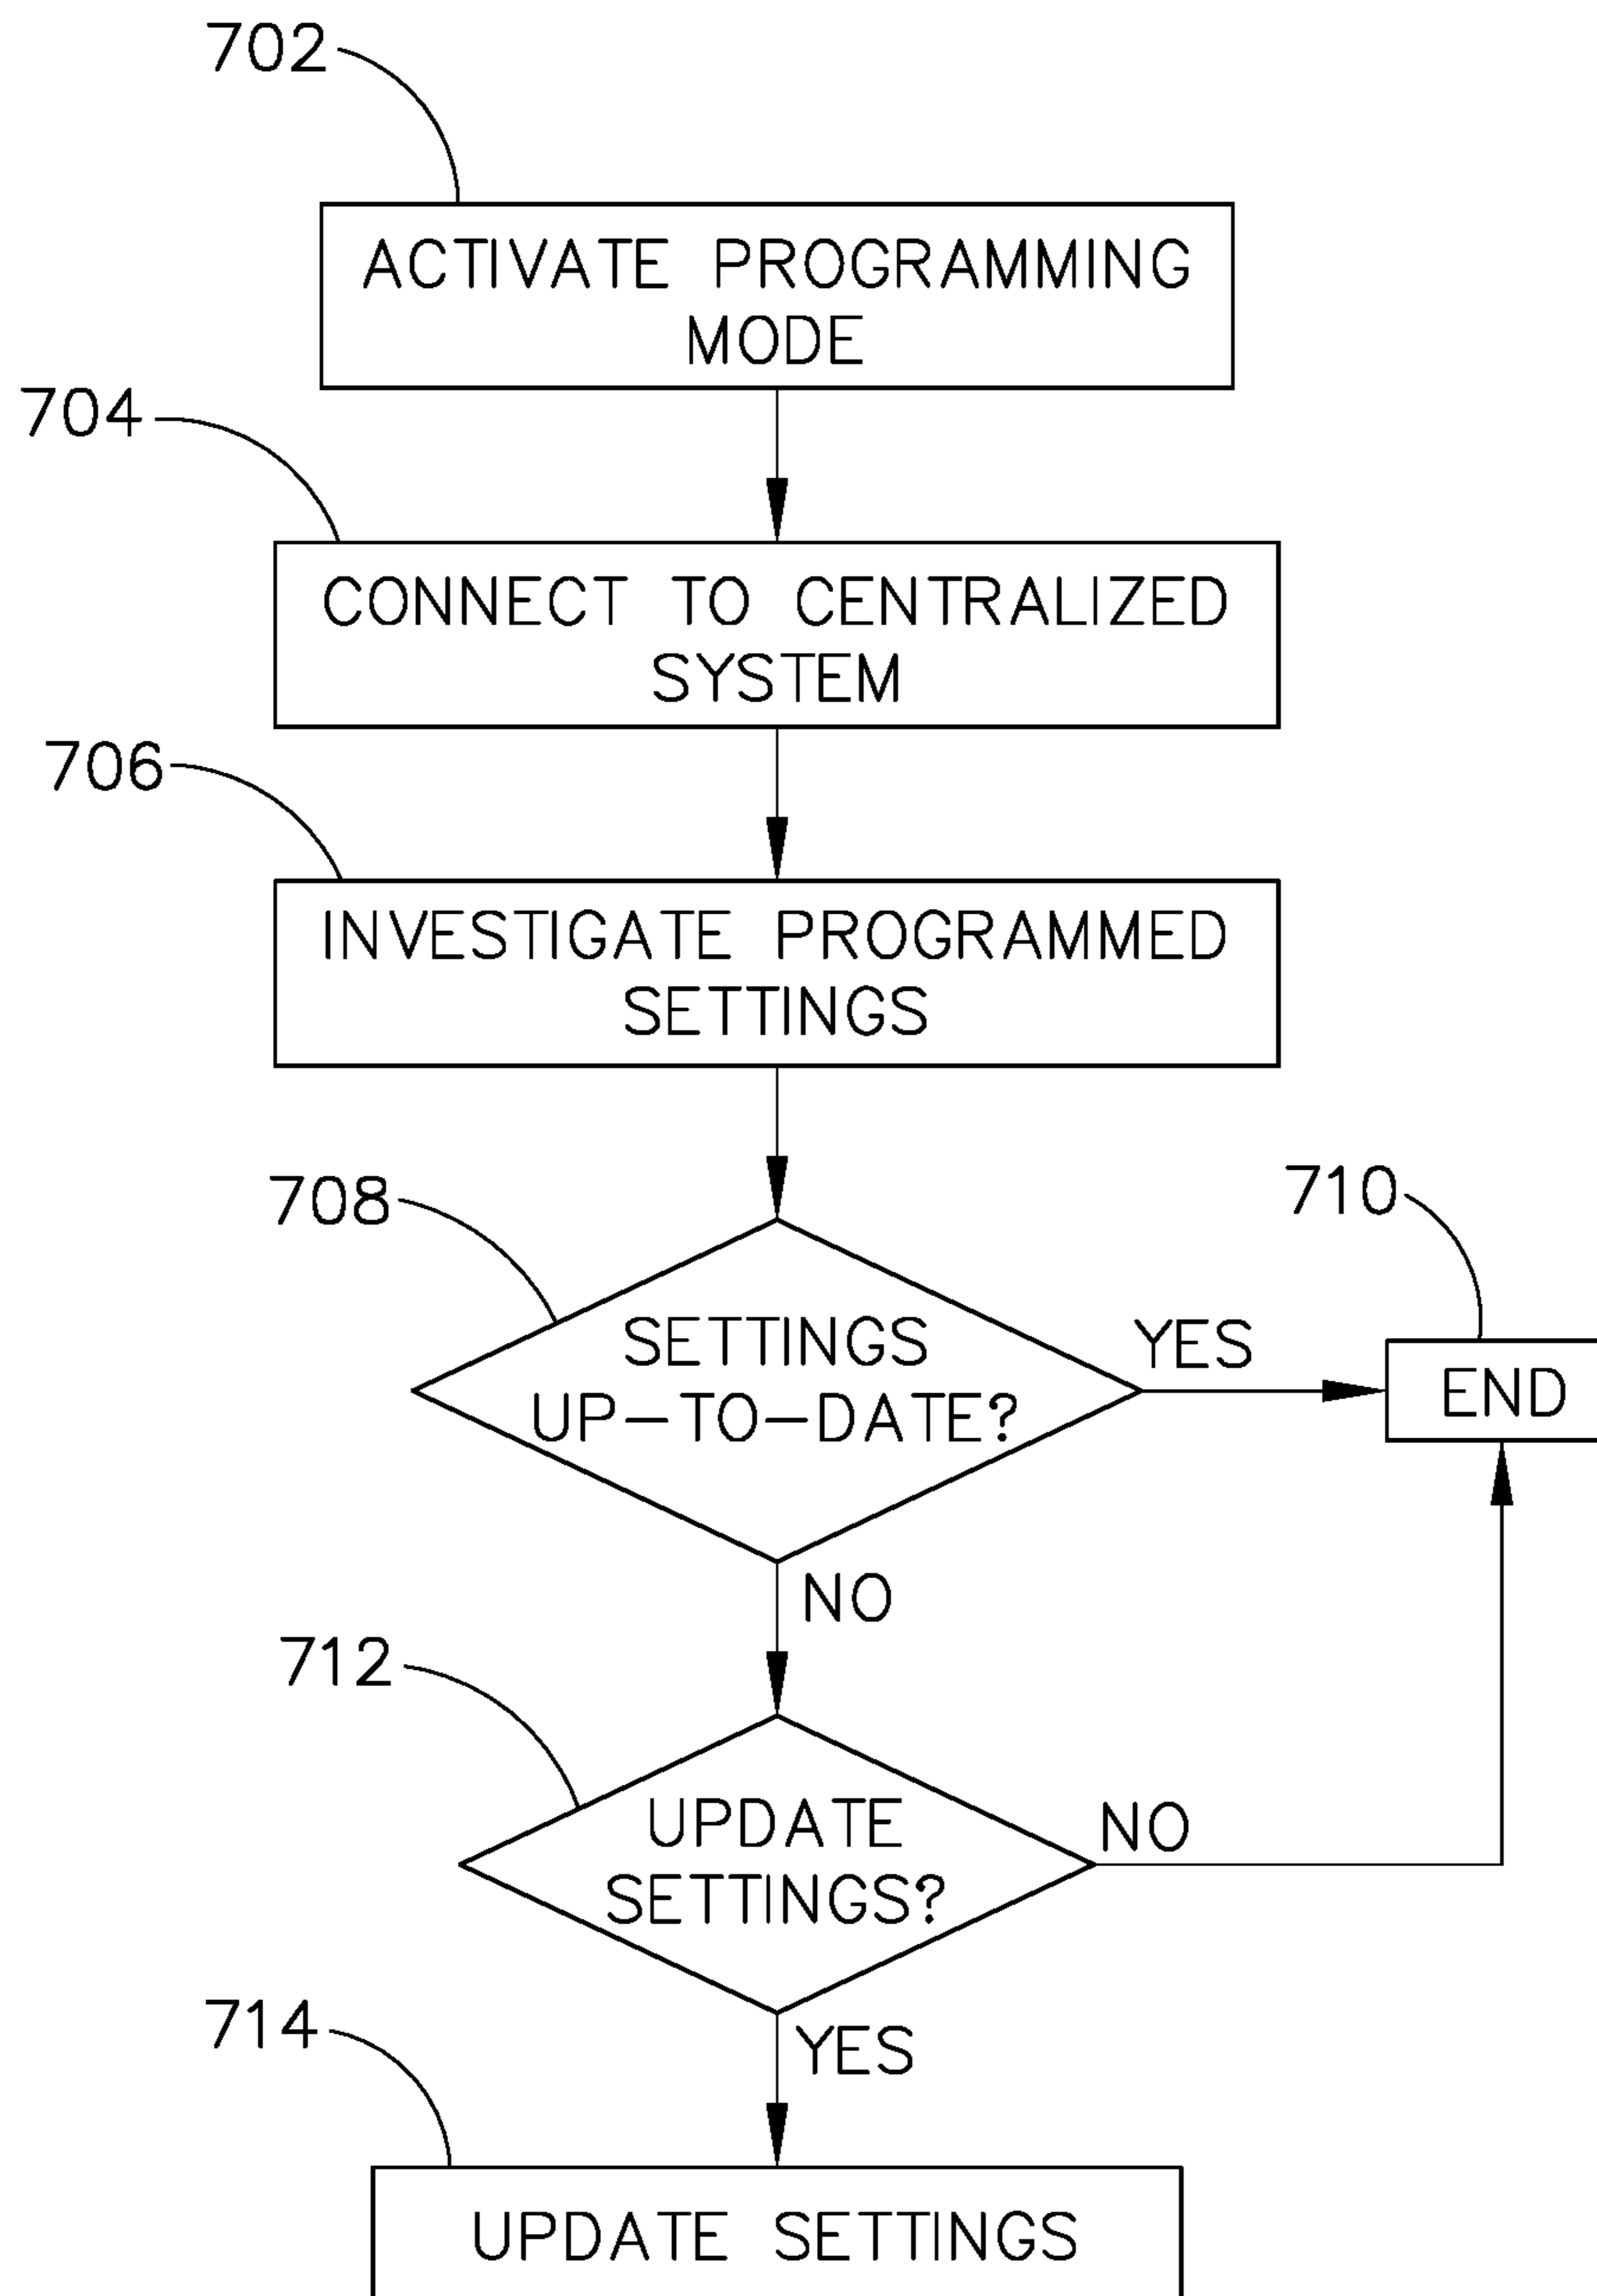 702
ACTIVATE PROGRAMMING
MODE
704
CONNECT TO CENTRALIZED
SYSTEM
706
INVESTIGATE PROGRAMMED
SETTINGS
708
710
SETTINGS
UP-TO-DATE?
YES
END
NO
712
UPDATE
SETTINGS?
NO
714
YES
UPDATE SETTINGS